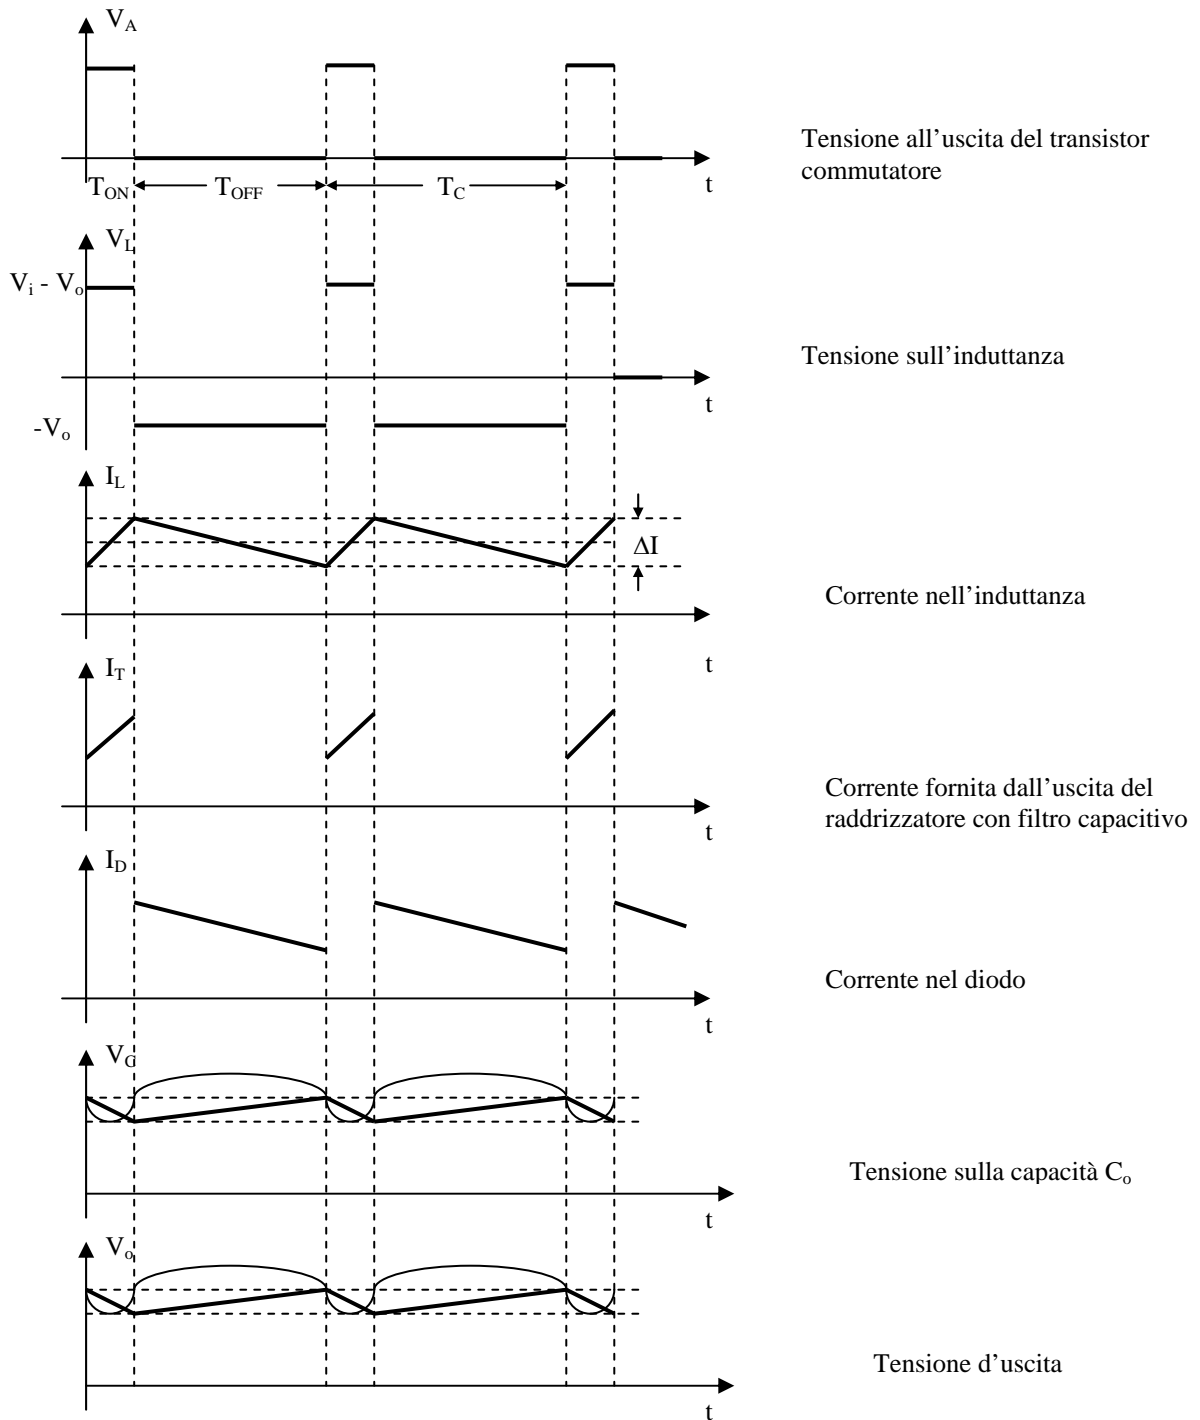 V_A
Tensione all'uscita del transistor
commutatore
T_ON T_OFF T_C t
V_L
V_i - V_o
Tensione sull'induttanza
t
-V_o
I_L
ΔI
Corrente nell'induttanza
t
I_T
Corrente fornita dall'uscita del
raddrizzatore con filtro capacitivo
t
I_D
Corrente nel diodo
t
V_C
Tensione sulla capacità C_o
t
V_o
Tensione d'uscita
t